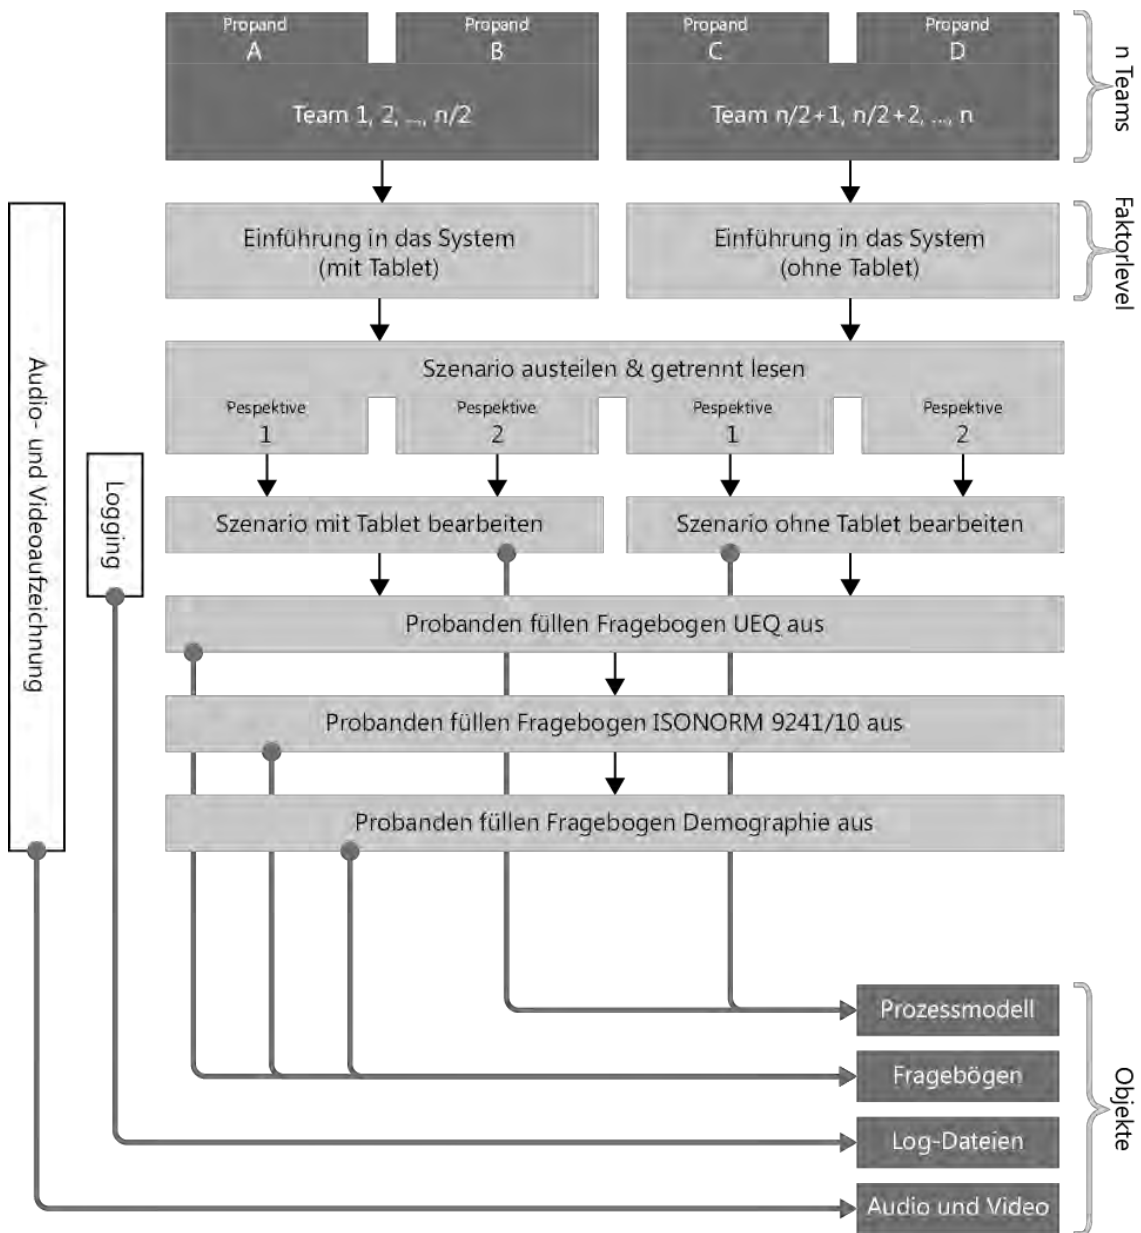 Propand
A
Propand
B
Propand
C
Propand
D
n Teams
Team 1, 2, ..., n/2
Team n/2+1, n/2+2, ..., n
Einführung in das System
(mit Tablet)
Einführung in das System
(ohne Tablet)
Faktorlevel
Szenario austeilen & getrennt lesen
Pespektive
1
Pespektive
2
Pespektive
1
Pespektive
2
Audio- und Videoaufzeichnung
Logging
Szenario mit Tablet bearbeiten
Szenario ohne Tablet bearbeiten
Probanden füllen Fragebogen UEQ aus
Probanden füllen Fragebogen ISONORM 9241/10 aus
Probanden füllen Fragebogen Demographie aus
Prozessmodell
Fragebögen
Log-Dateien
Audio und Video
Objekte